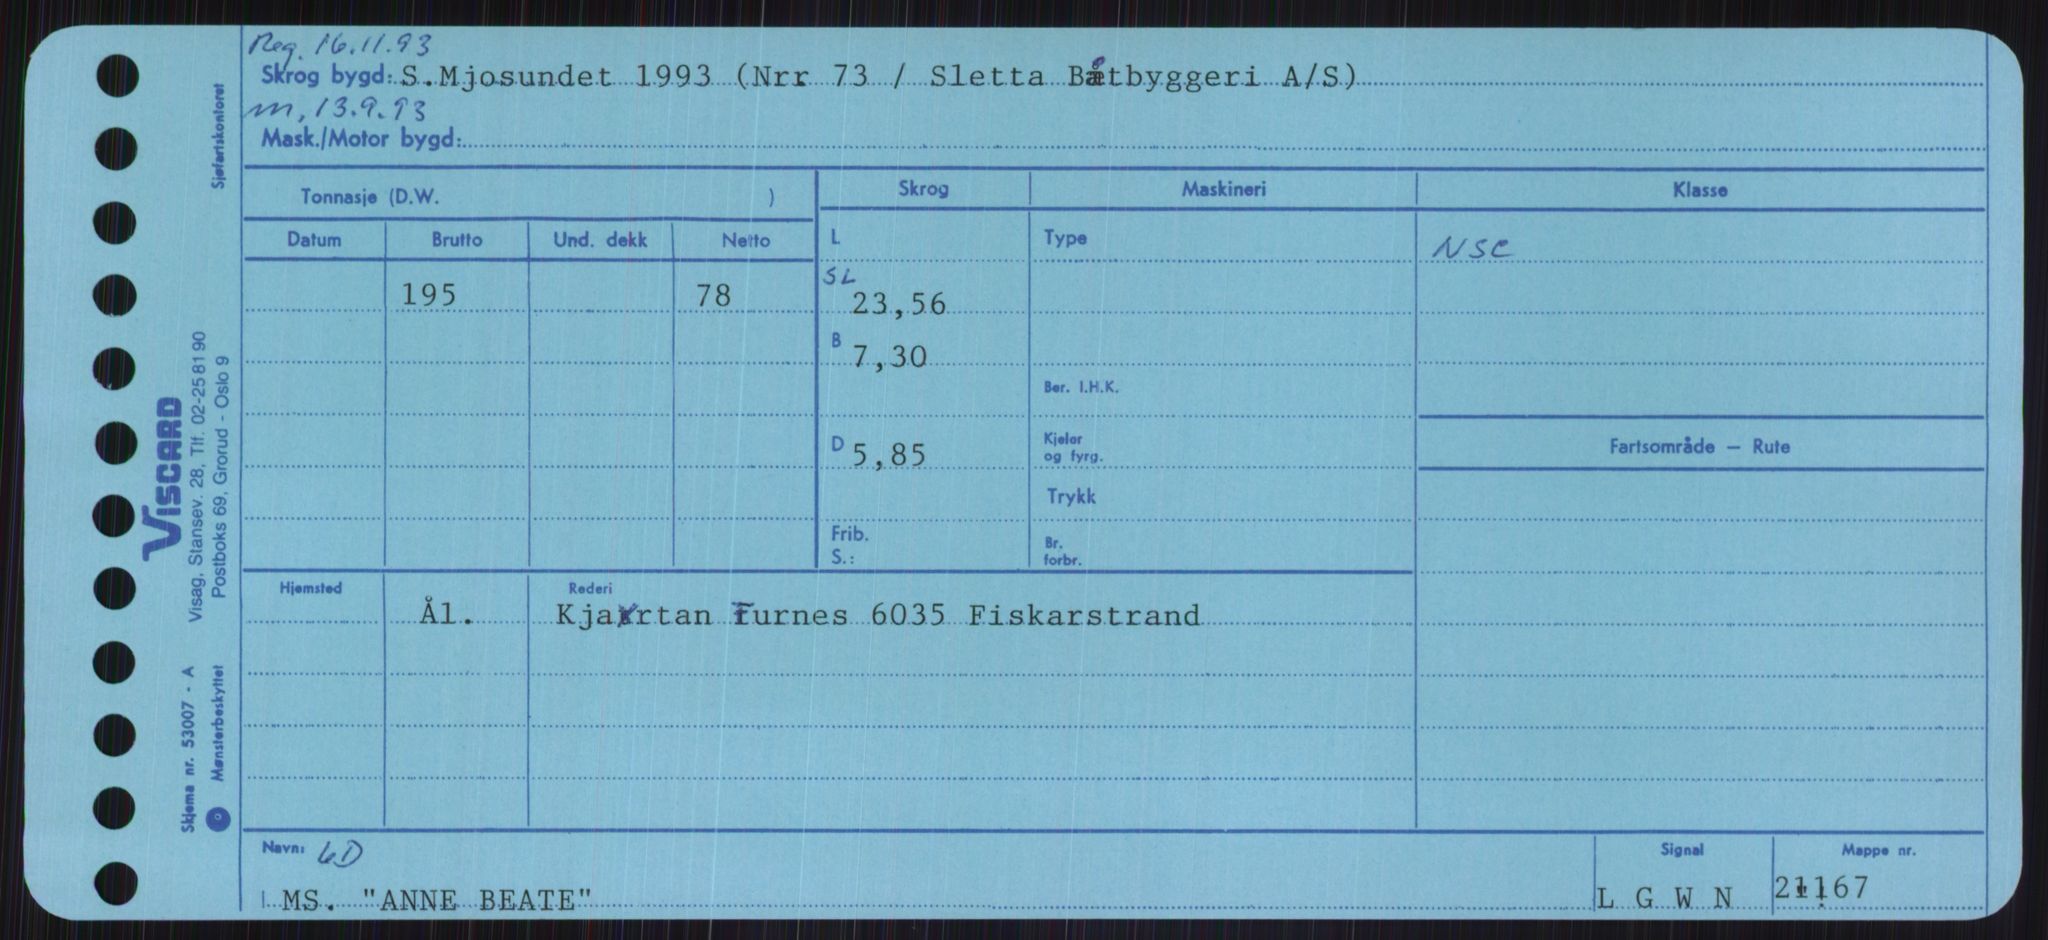 Reg. 16.11.93
Skrog bygd: S.Mjosundet 1993 (Nrr 73 / Sletta Båtbyggeri A/S)
m, 13.9.93
Mask./Motor bygd:
Tonnasje (D.W. )
Skrog Maskineri Klasse
Datum Brutto Und. dekk Netto
L Type NSC
195 78
SL 23,56
B 7,30
Ber. I.H.K.
D 5,85
Kjeler
og fyrg.
Fartsområde — Rute
Trykk
Frib.
S.:
Br.
forbr.
Hjemsted Rederi
Ål. Kjartan Furnes 6035 Fiskarstrand
Navn: LD
MS. "ANNE BEATE"
Signal
L G W N
Mappe nr.
21167
Sjøfartskontoret
VISCARD
Visag, Stansev. 28, Tlf. 02-25 81 90
Postboks 69, Grorud - Oslo 9
Skjema nr. 53007 - A
Mønsterbeskyttet